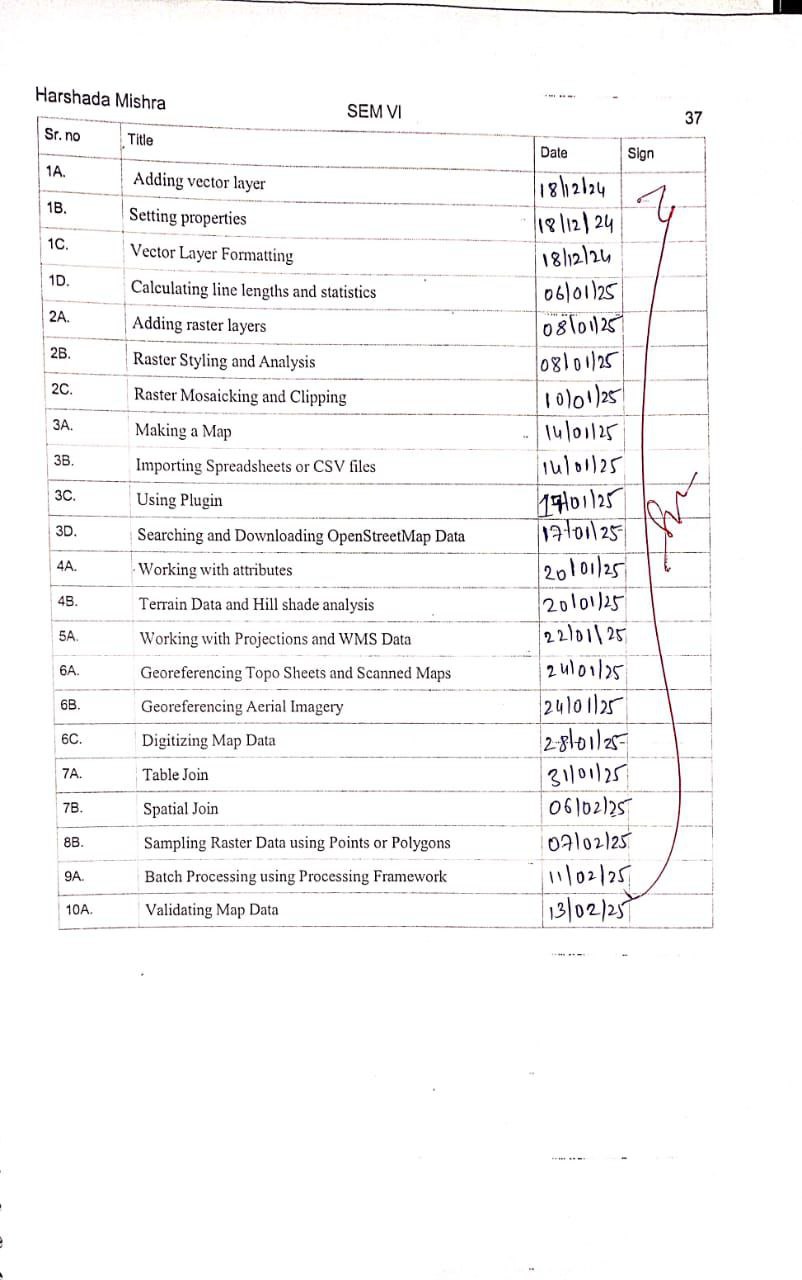 Harshada Mishra SEM VI 37
Sr. no Title Date Sign
1A. Adding vector layer 18/12/24
1B. Setting properties 18/12/24
1C. Vector Layer Formatting 18/12/24
1D. Calculating line lengths and statistics 06/01/25
2A. Adding raster layers 08/01/25
2B. Raster Styling and Analysis 08/01/25
2C. Raster Mosaicking and Clipping 10/01/25
3A. Making a Map 14/01/25
3B. Importing Spreadsheets or CSV files 14/01/25
3C. Using Plugin 17/01/25
3D. Searching and Downloading OpenStreetMap Data 17/01/25
4A. Working with attributes 20/01/25
4B. Terrain Data and Hill shade analysis 20/01/25
5A. Working with Projections and WMS Data 22/01/25
6A. Georeferencing Topo Sheets and Scanned Maps 24/01/25
6B. Georeferencing Aerial Imagery 24/01/25
6C. Digitizing Map Data 28/01/25
7A. Table Join 31/01/25
7B. Spatial Join 06/02/25
8B. Sampling Raster Data using Points or Polygons 07/02/25
9A. Batch Processing using Processing Framework 11/02/25
10A. Validating Map Data 13/02/25